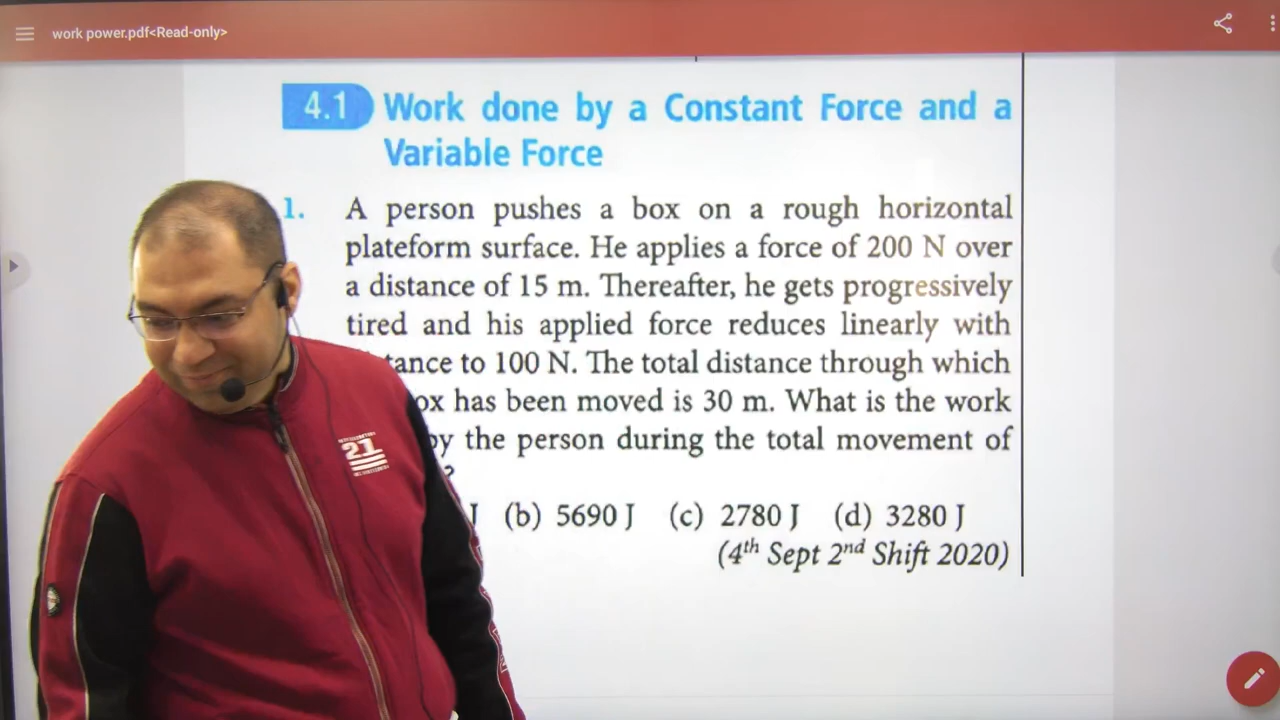 work power.pdf<Read-only>
4.1 Work done by a Constant Force and a
Variable Force
1. A person pushes a box on a rough horizontal
plateform surface. He applies a force of 200 N over
a distance of 15 m. Thereafter, he gets progressively
tired and his applied force reduces linearly with
tance to 100 N. The total distance through which
ox has been moved is 30 m. What is the work
by the person during the total movement of
?
J (b) 5690 J (c) 2780 J (d) 3280 J
(4th Sept 2nd Shift 2020)
21